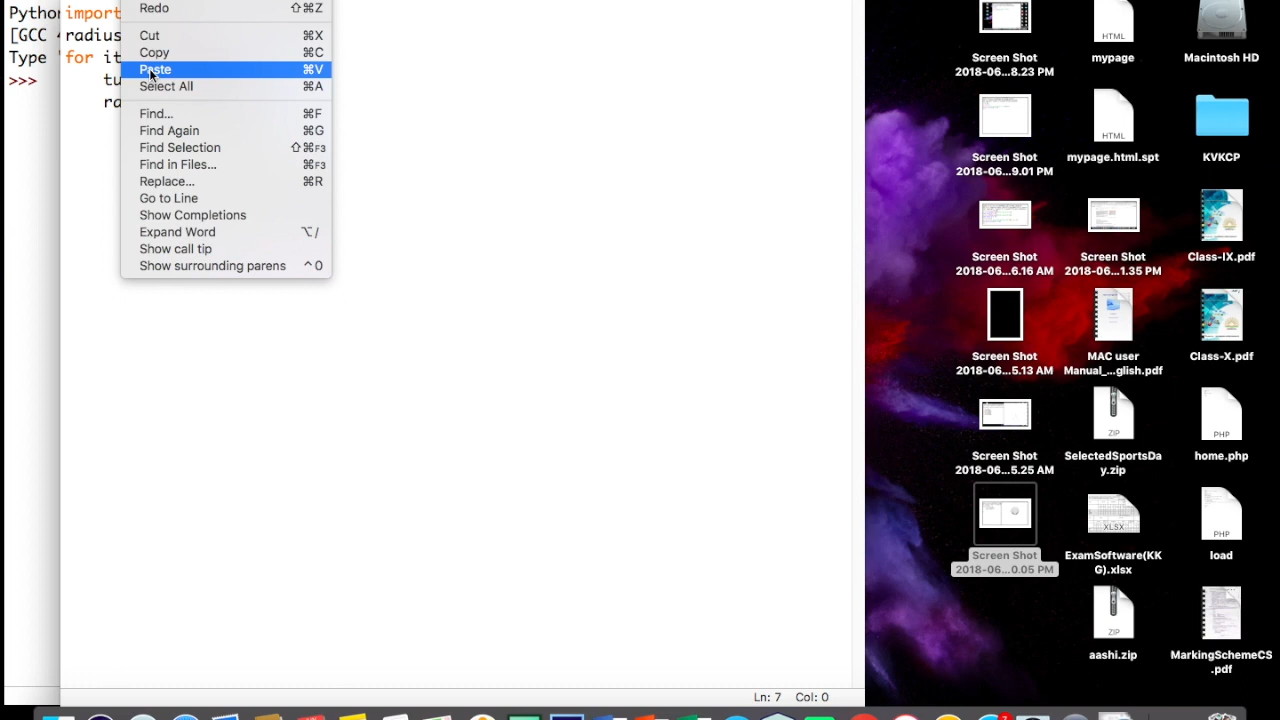 Python
[GCC
Type
>>>
import
radius
for it
tu
ra
Redo ⇧⌘Z
Cut ⌘X
Copy ⌘C
Paste ⌘V
Select All ⌘A
Find... ⌘F
Find Again ⌘G
Find Selection ⇧⌘F3
Find in Files... ⌘F3
Replace... ⌘R
Go to Line
Show Completions
Expand Word ⌥/
Show call tip
Show surrounding parens ^0
Ln: 7 Col: 0
Screen Shot
2018-06...8.23 PM
HTML
mypage
Macintosh HD
Screen Shot
2018-06...9.01 PM
HTML
mypage.html.spt
KVKCP
Screen Shot
2018-06...6.16 AM
Screen Shot
2018-06...1.35 PM
Class-IX.pdf
Screen Shot
2018-06...5.13 AM
MAC user
Manual_...glish.pdf
Class-X.pdf
Screen Shot
2018-06...5.25 AM
ZIP
SelectedSportsDa
y.zip
PHP
home.php
Screen Shot
2018-06...0.05 PM
XLSX
ExamSoftware(KK
G).xlsx
PHP
load
ZIP
aashi.zip
MarkingSchemeCS
.pdf